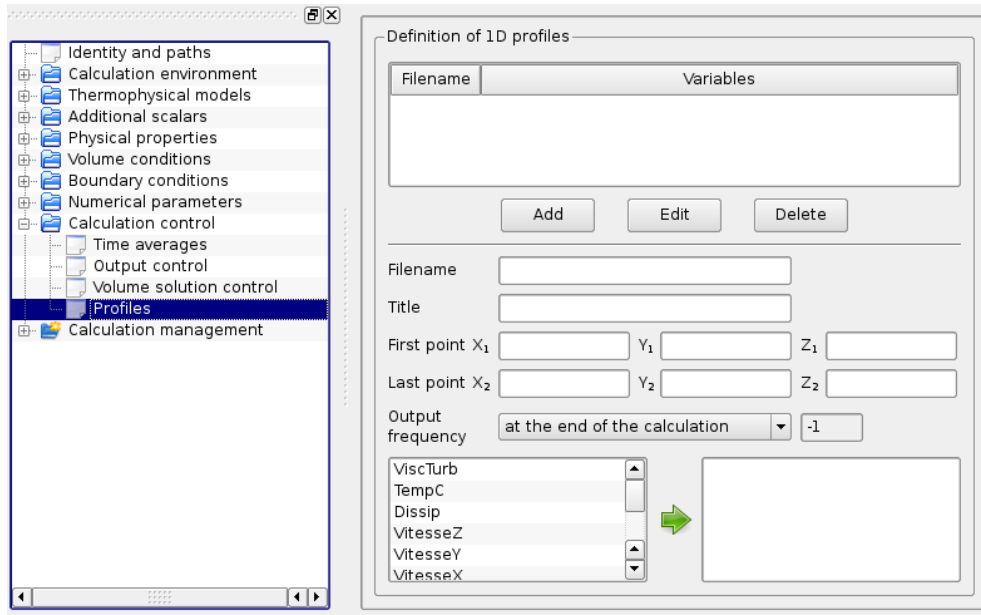 Identity and paths
Calculation environment
Thermophysical models
Additional scalars
Physical properties
Volume conditions
Boundary conditions
Numerical parameters
Calculation control
Time averages
Output control
Volume solution control
Profiles
Calculation management
Definition of 1D profiles
Filename Variables
Add Edit Delete
Filename
Title
First point X₁ Y₁ Z₁
Last point X₂ Y₂ Z₂
Output
frequency
at the end of the calculation -1
ViscTurb
TempC
Dissip
VitesseZ
VitesseY
VitesseX